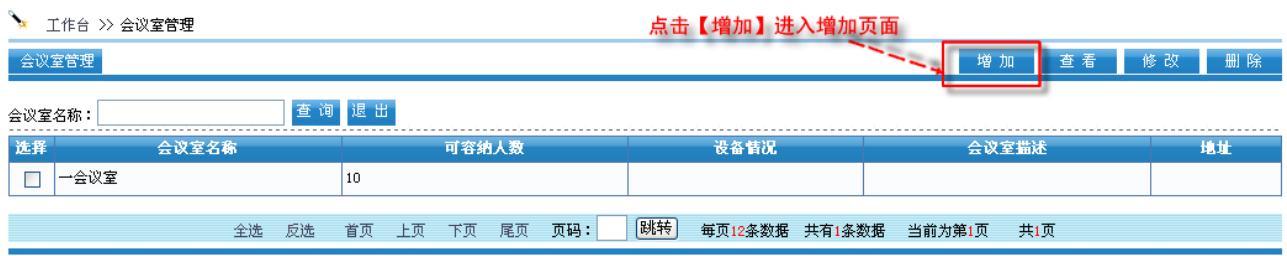 工作台 >> 会议室管理
点击【增加】进入增加页面
会议室管理 增 加 查 看 修 改 删 除
会议室名称： 查 询 退 出
选择 会议室名称 可容纳人数 设备情况 会议室描述 地址
一会议室 10
全选 反选 首页 上页 下页 尾页 页码： 跳转 每页12条数据 共有1条数据 当前为第1页 共1页